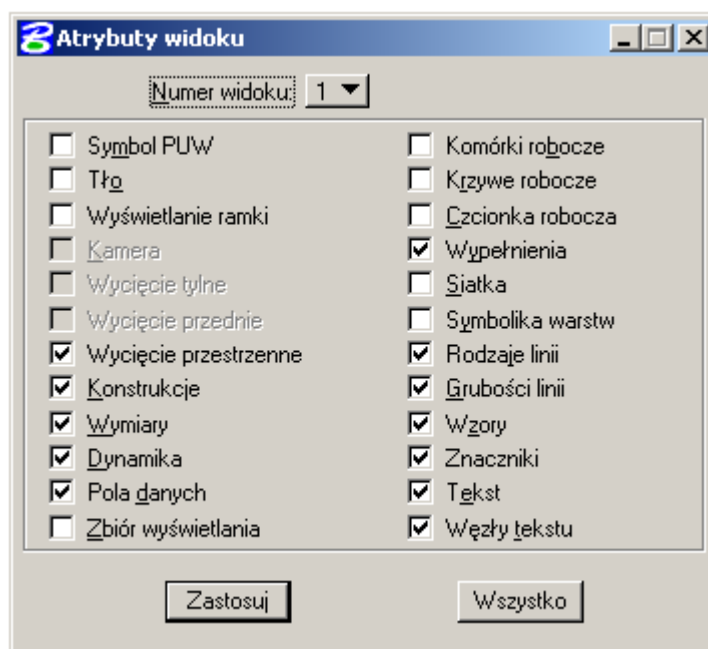 Atrybuty widoku
Numer widoku: 1
Symbol PUW
Tło
Wyświetlanie ramki
Kamera
Wycięcie tylne
Wycięcie przednie
Wycięcie przestrzenne
Konstrukcje
Wymiary
Dynamika
Pola danych
Zbiór wyświetlania
Komórki robocze
Krzywe robocze
Czcionka robocza
Wypełnienia
Siatka
Symbolika warstw
Rodzaje linii
Grubości linii
Wzory
Znaczniki
Tekst
Węzły tekstu
Zastosuj
Wszystko